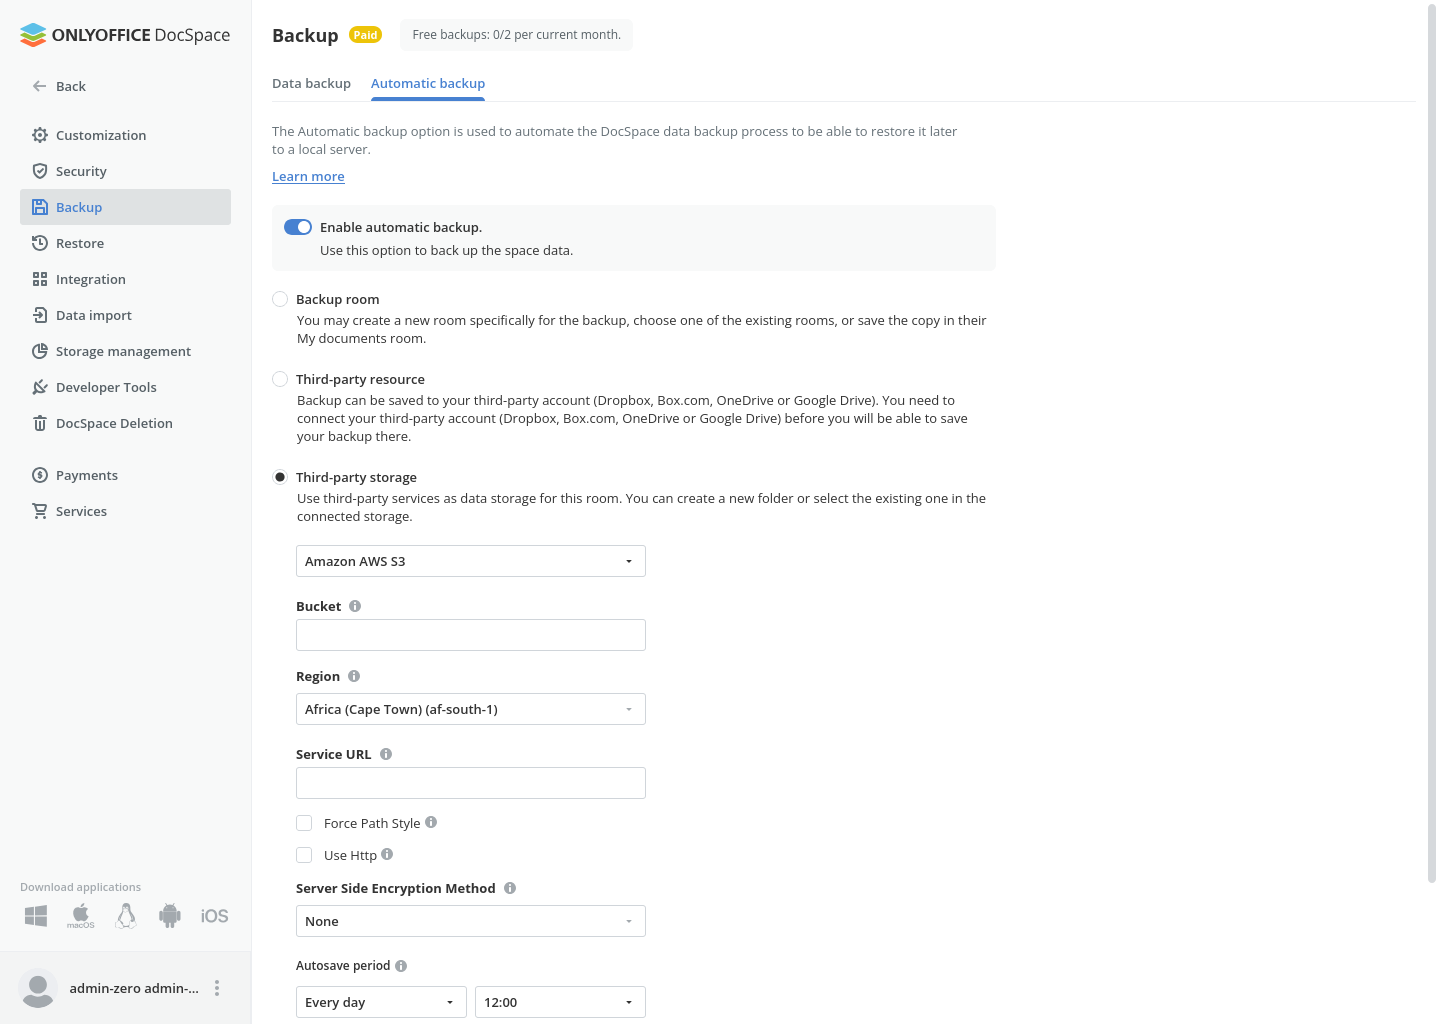 ONLYOFFICE DocSpace
Back
Customization
Security
Backup
Restore
Integration
Data import
Storage management
Developer Tools
DocSpace Deletion
Payments
Services
Download applications
macOS
iOS
admin-zero admin-...
Backup
Paid
Free backups: 0/2 per current month.
Data backup
Automatic backup
The Automatic backup option is used to automate the DocSpace data backup process to be able to restore it later
to a local server.
Learn more
Enable automatic backup.
Use this option to back up the space data.
Backup room
You may create a new room specifically for the backup, choose one of the existing rooms, or save the copy in their
My documents room.
Third-party resource
Backup can be saved to your third-party account (Dropbox, Box.com, OneDrive or Google Drive). You need to
connect your third-party account (Dropbox, Box.com, OneDrive or Google Drive) before you will be able to save
your backup there.
Third-party storage
Use third-party services as data storage for this room. You can create a new folder or select the existing one in the
connected storage.
Amazon AWS S3
Bucket
Region
Africa (Cape Town) (af-south-1)
Service URL
Force Path Style
Use Http
Server Side Encryption Method
None
Autosave period
Every day
12:00